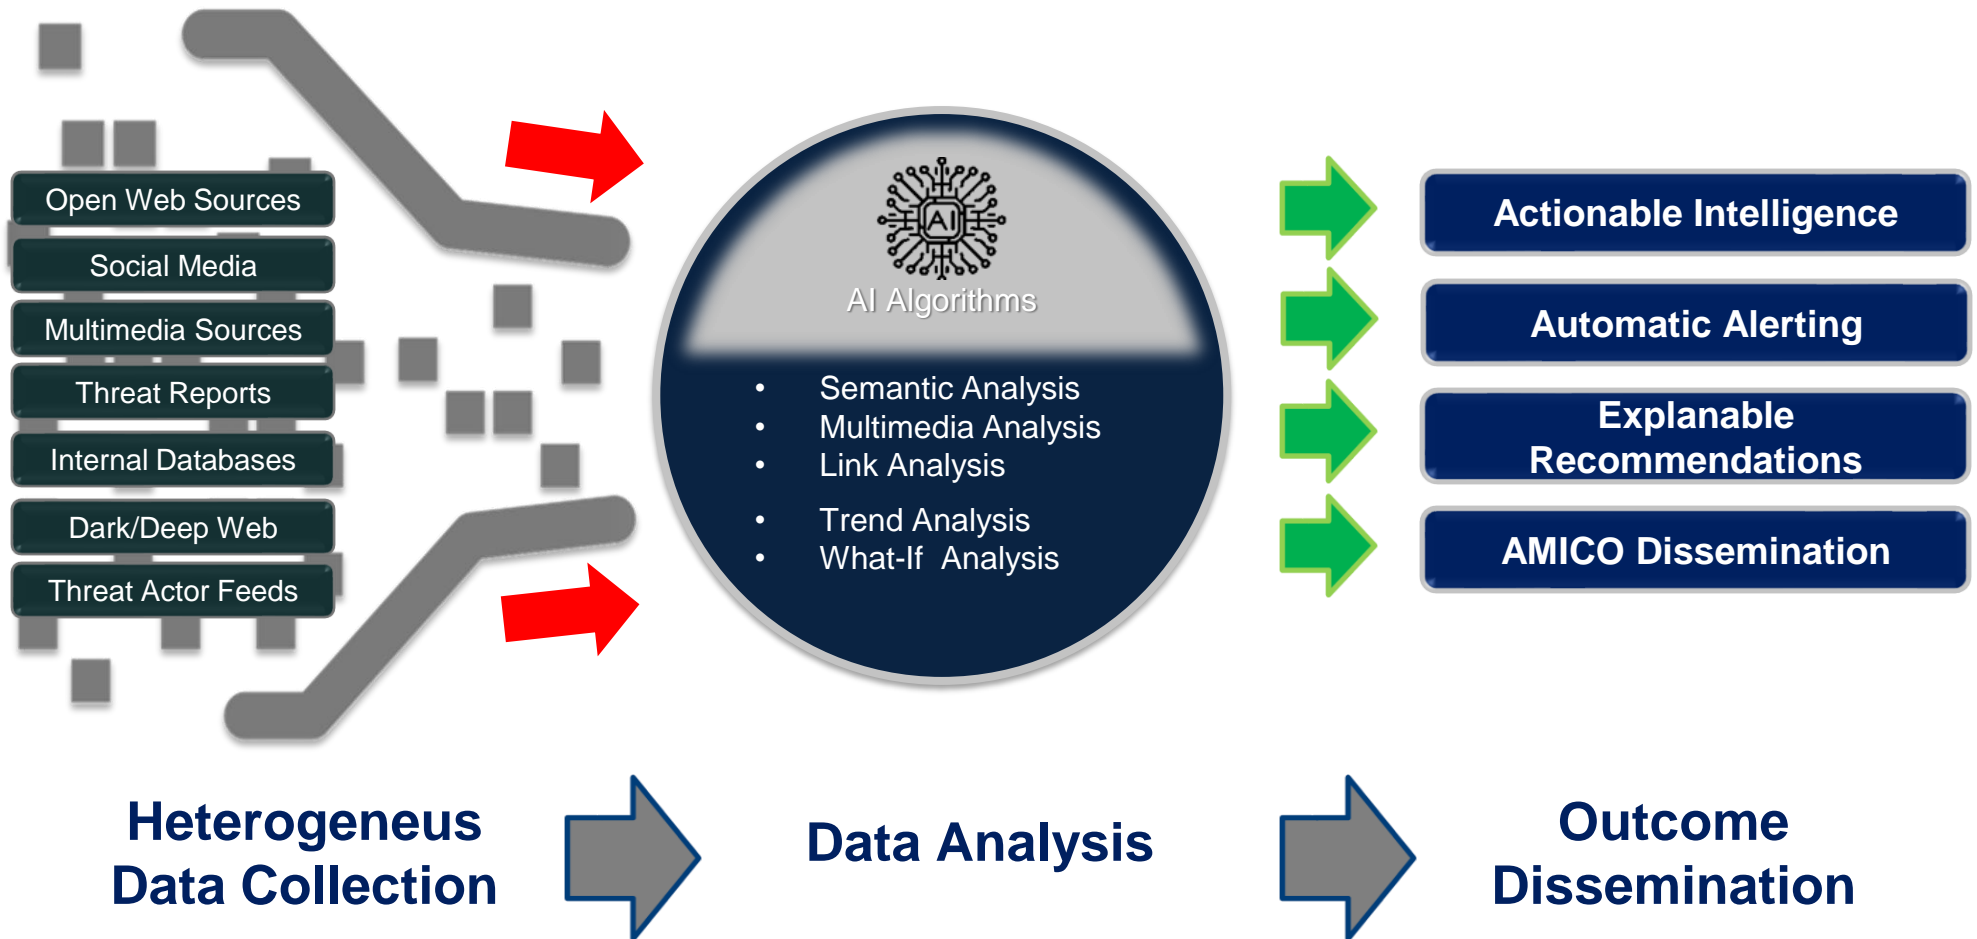 Open Web Sources
Social Media
Multimedia Sources
Threat Reports
Internal Databases
Dark/Deep Web
Threat Actor Feeds
AI
AI Algorithms
• Semantic Analysis
• Multimedia Analysis
• Link Analysis
• Trend Analysis
• What-If Analysis
Actionable Intelligence
Automatic Alerting
Explanable
Recommendations
AMICO Dissemination
Heterogeneus
Data Collection
Data Analysis
Outcome
Dissemination